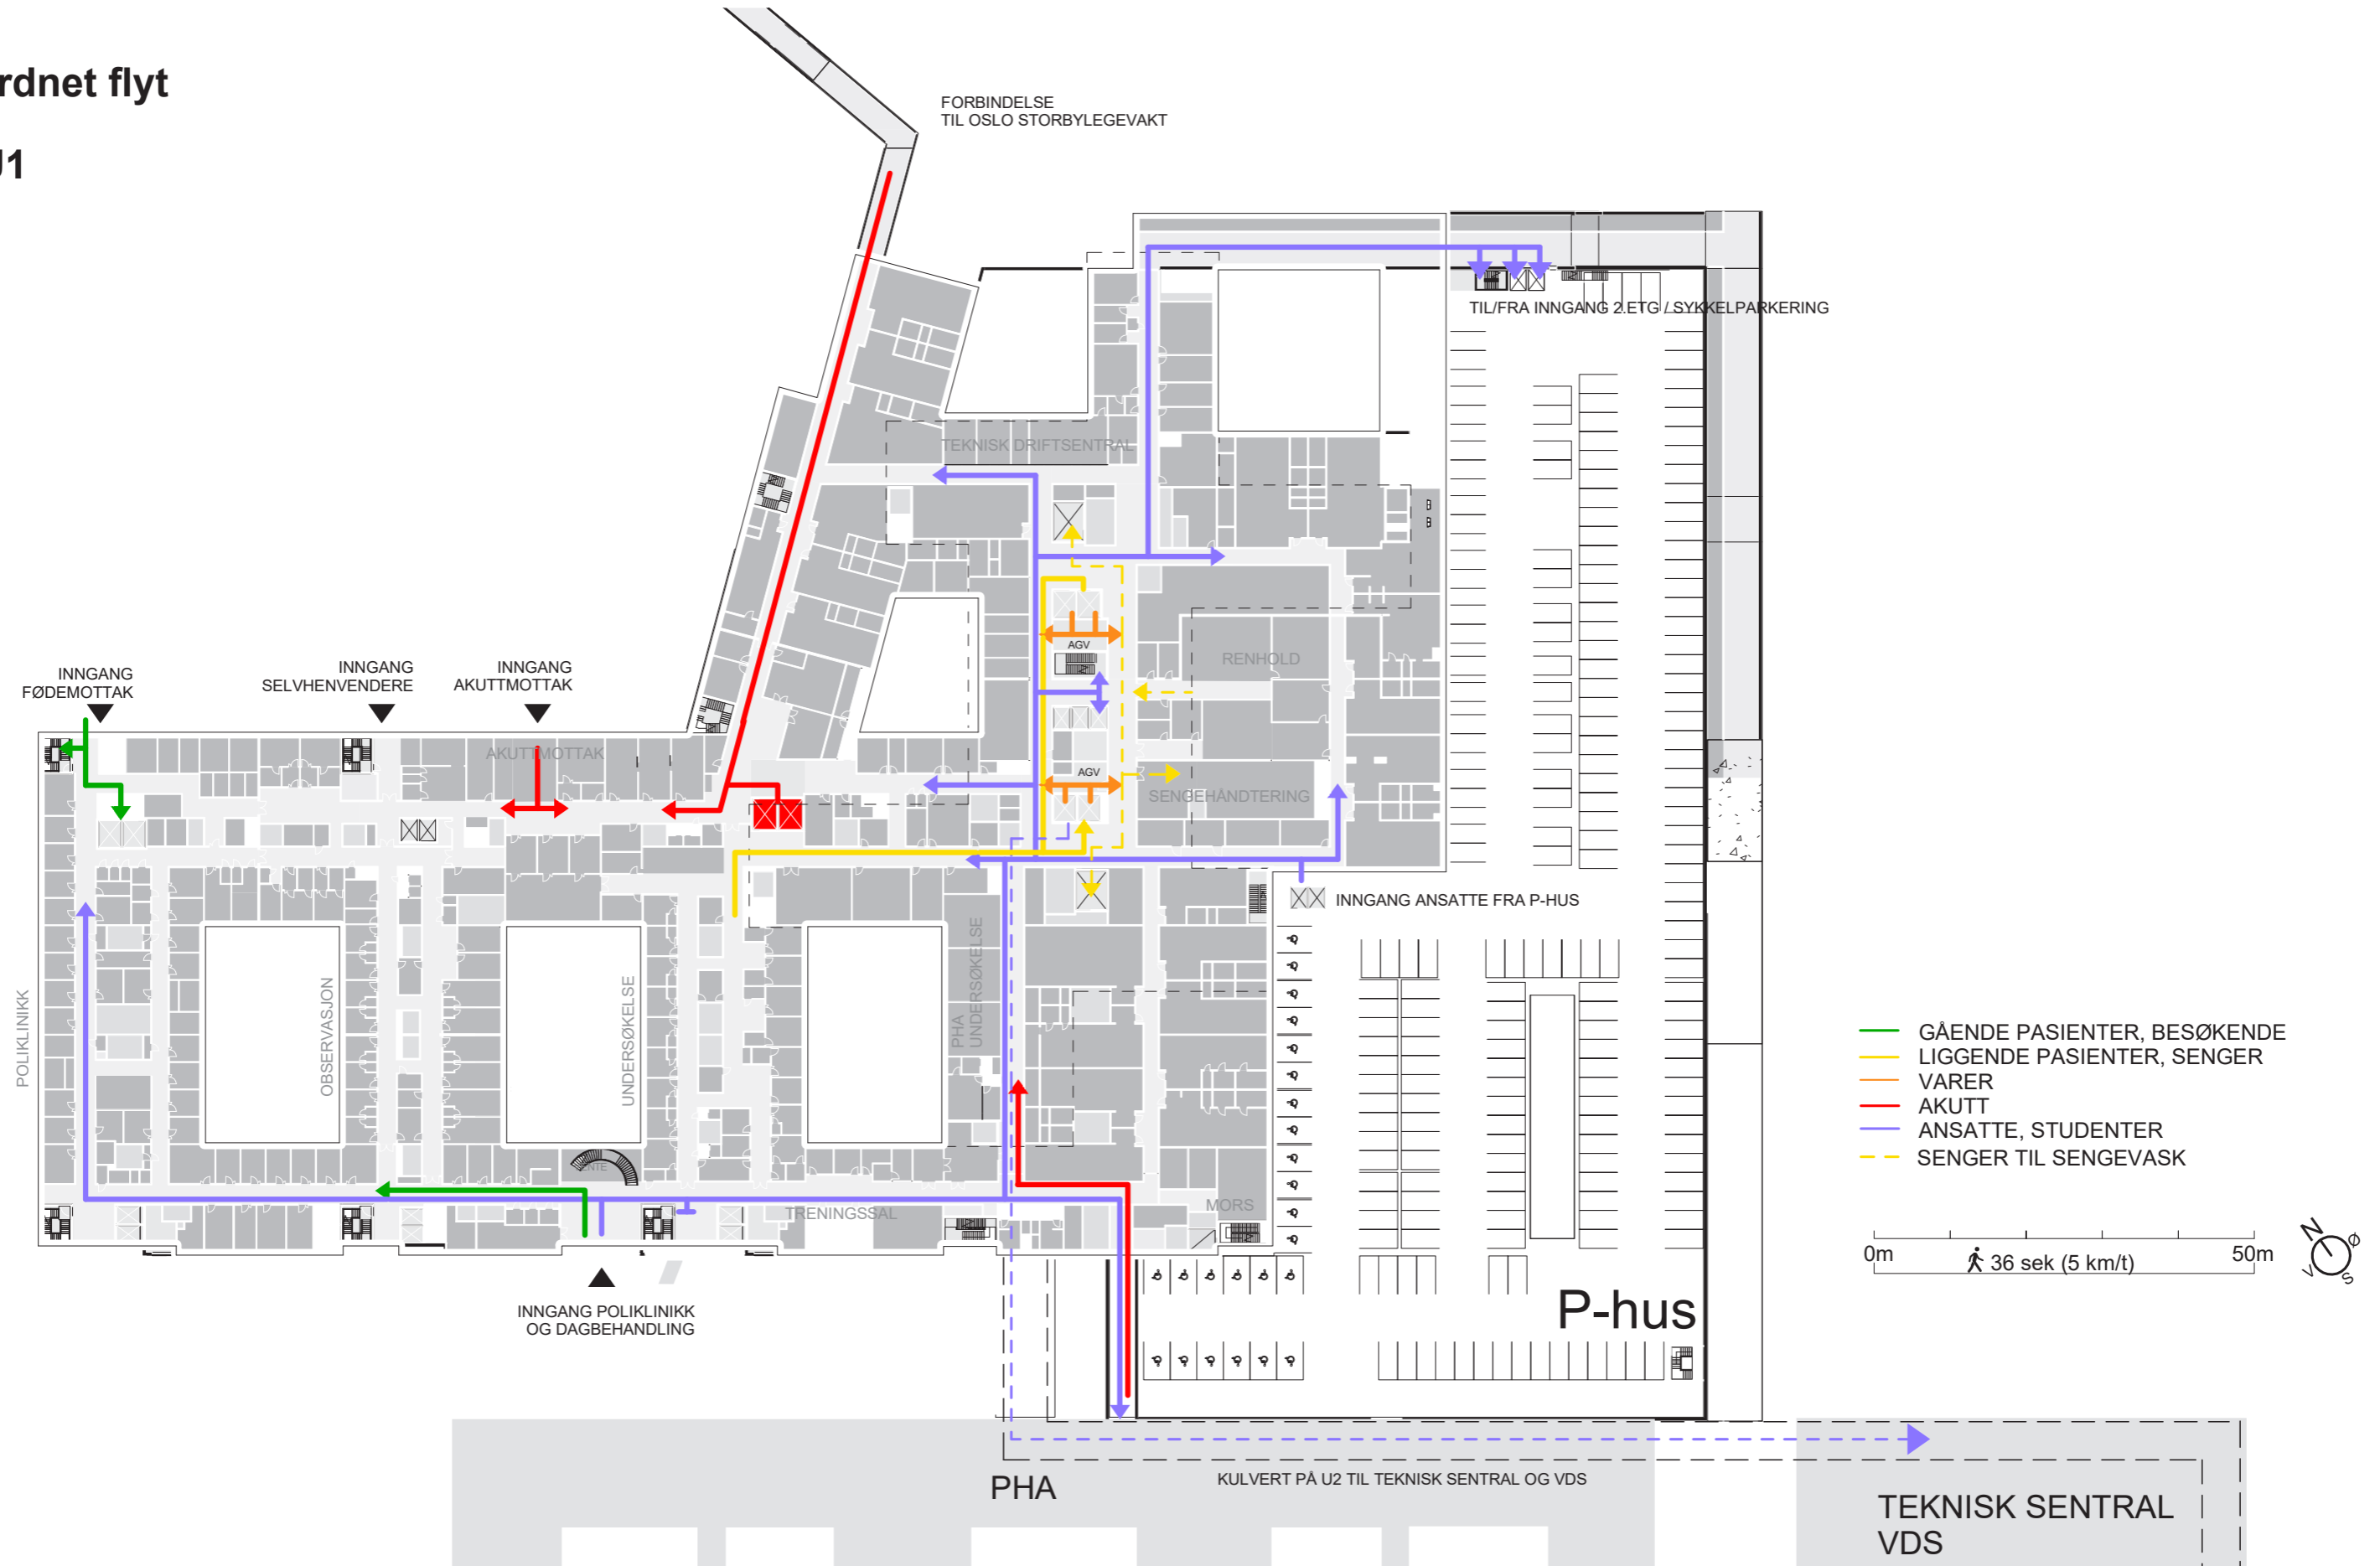 rdnet flyt
J1
FORBINDELSE
TIL OSLO STORBYLEGEVAKT
TIL/FRA INNGANG 2.ETG / SYKKELPARKERING
TEKNISK DRIFTSENTRAL
AGV
RENHOLD
INNGANG
FØDEMOTTAK
INNGANG
SELVHENVENDERE
INNGANG
AKUTTMOTTAK
AKUTTMOTTAK
AGV
SENGEHÅNDTERING
INNGANG ANSATTE FRA P-HUS
POLIKLINIKK
OBSERVASJON
UNDERSØKELSE
PHA
UNDERSØKELSE
GÅENDE PASIENTER, BESØKENDE
LIGGENDE PASIENTER, SENGER
VARER
AKUTT
ANSATTE, STUDENTER
SENGER TIL SENGEVASK
TRENINGSSAL
MORS
0m
36 sek (5 km/t)
50m
N
Ø
V
S
INNGANG POLIKLINIKK
OG DAGBEHANDLING
P-hus
PHA
KULVERT PÅ U2 TIL TEKNISK SENTRAL OG VDS
TEKNISK SENTRAL
VDS